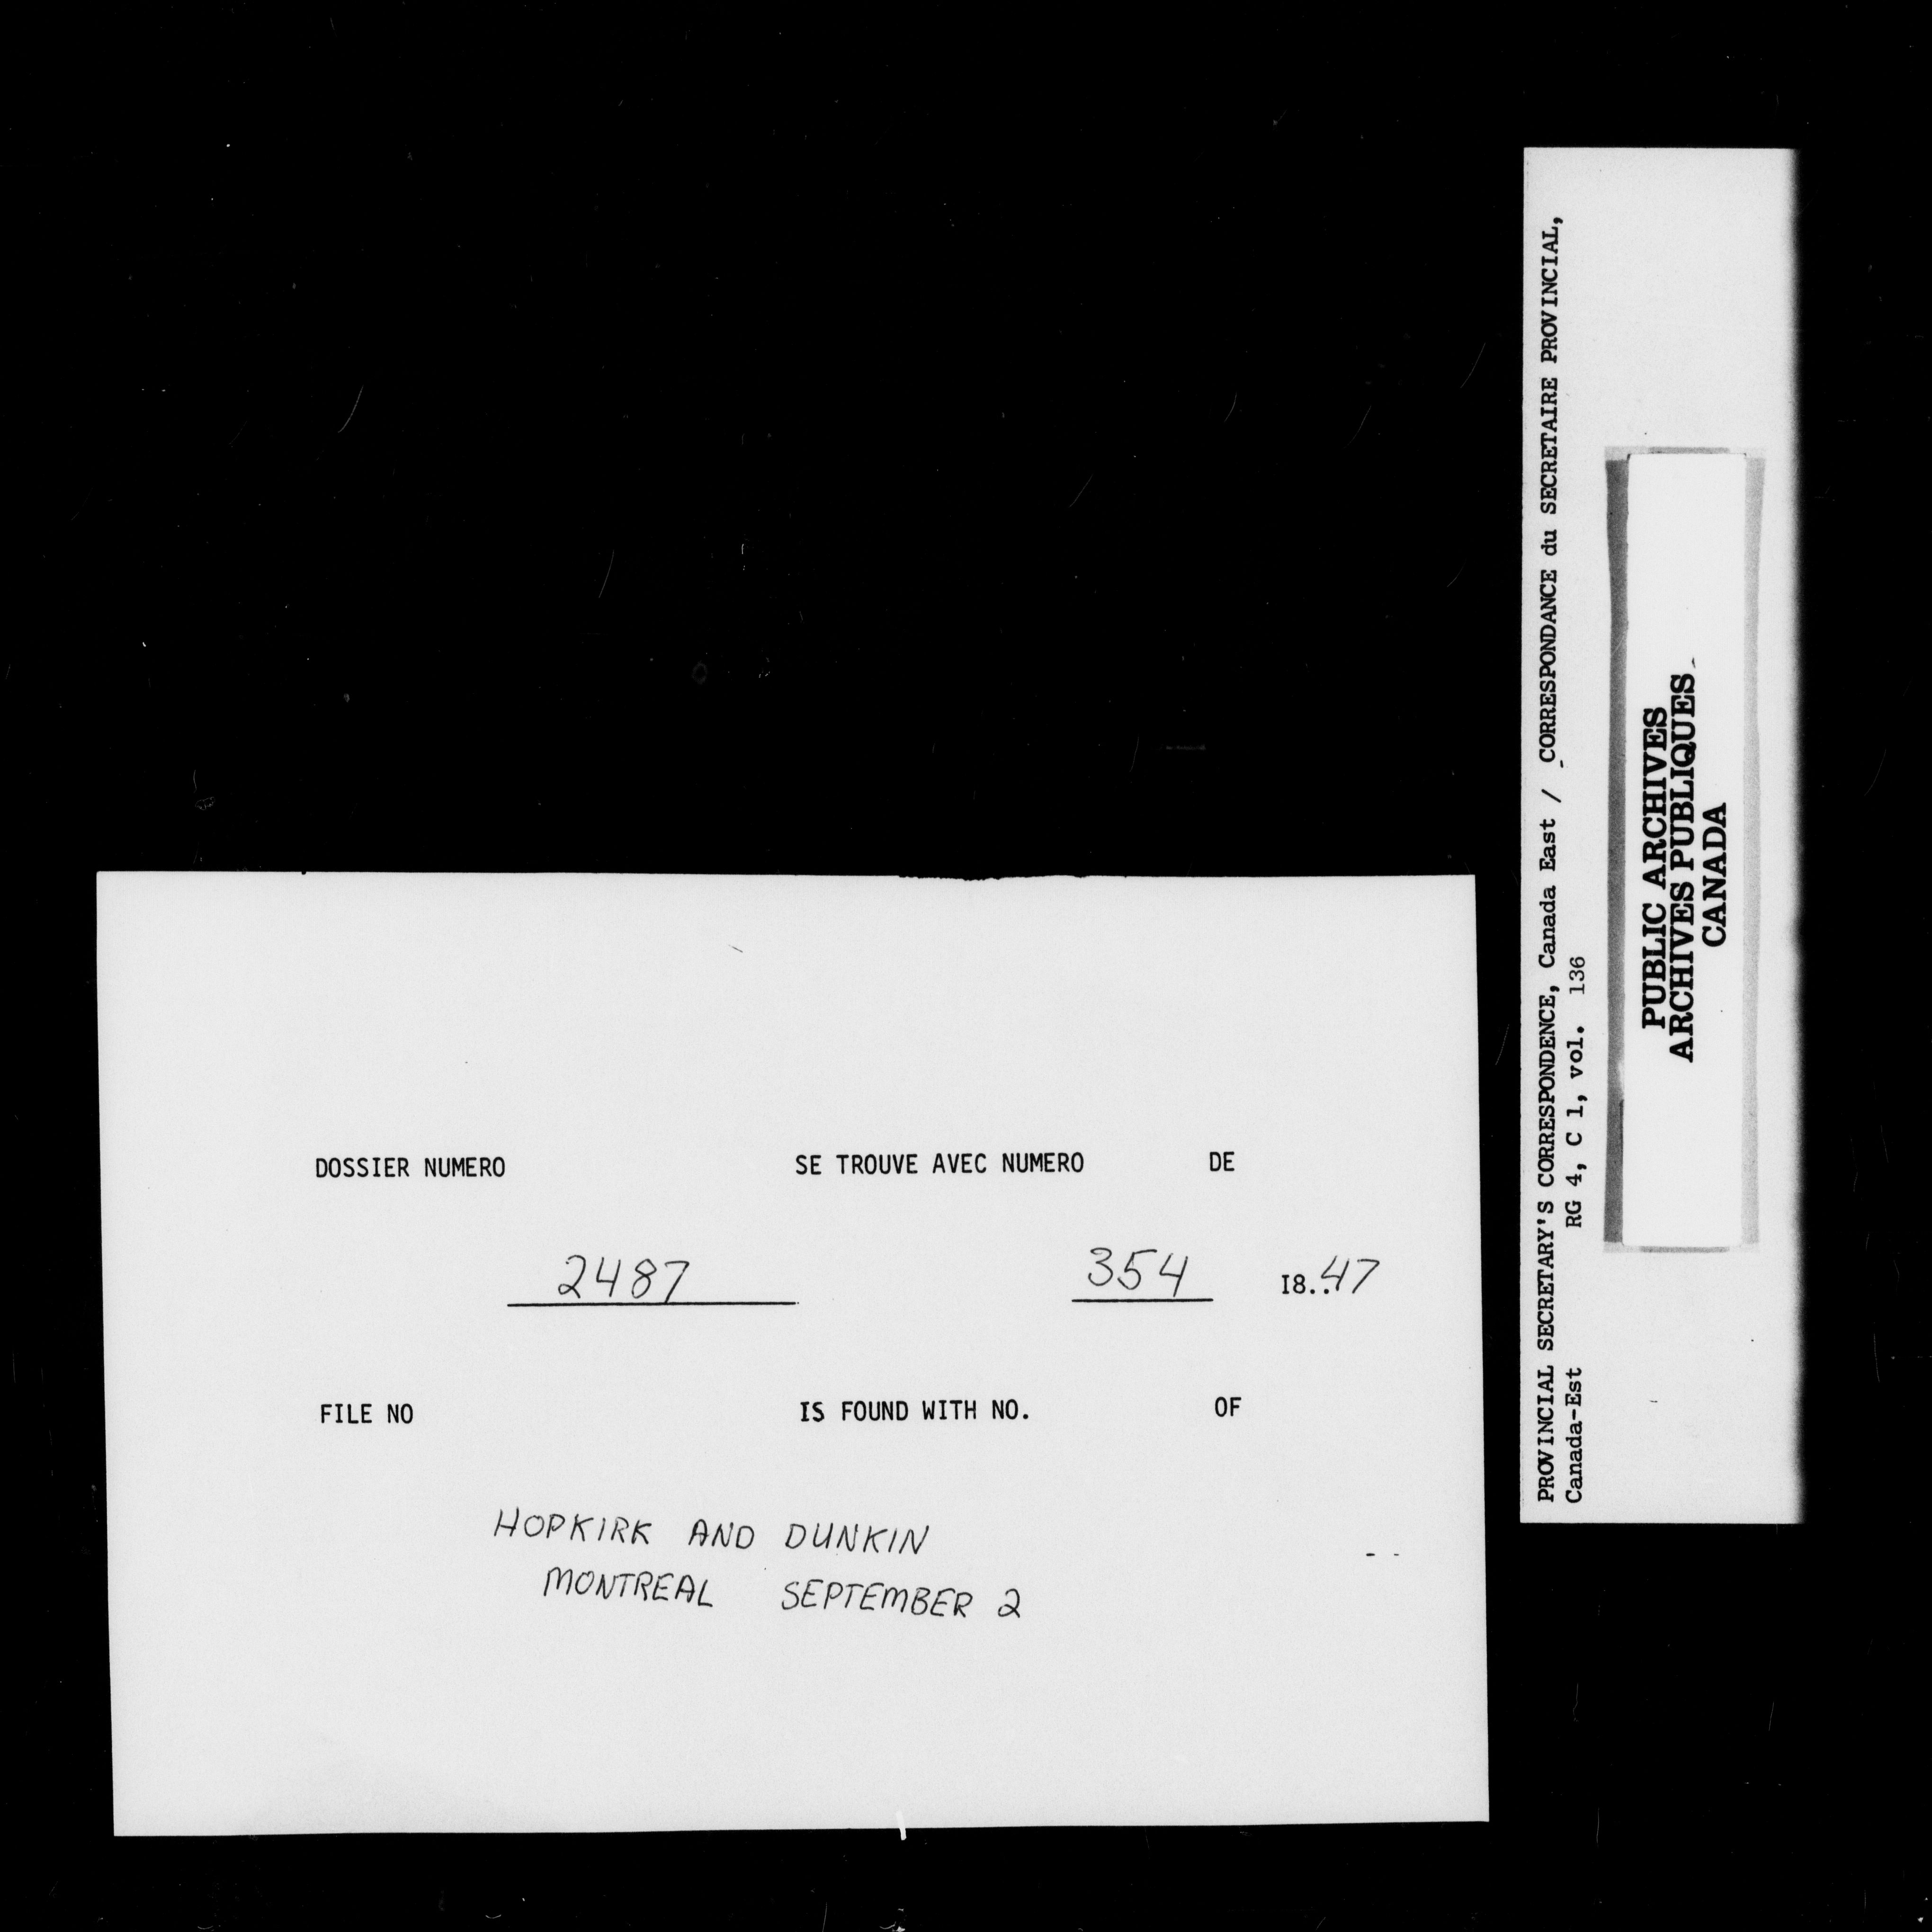 DOSSIER NUMERO SE TROUVE AVEC NUMERO DE
2487 354 18..47
FILE NO IS FOUND WITH NO. OF
HOPKIRK AND DUNKIN
MONTREAL SEPTEMBER 2
PROVINCIAL SECRETARY'S CORRESPONDENCE, Canada East / CORRESPONDANCE du SECRETAIRE PROVINCIAL,
Canada-Est RG 4, C 1, vol. 136
PUBLIC ARCHIVES
ARCHIVES PUBLIQUES
CANADA